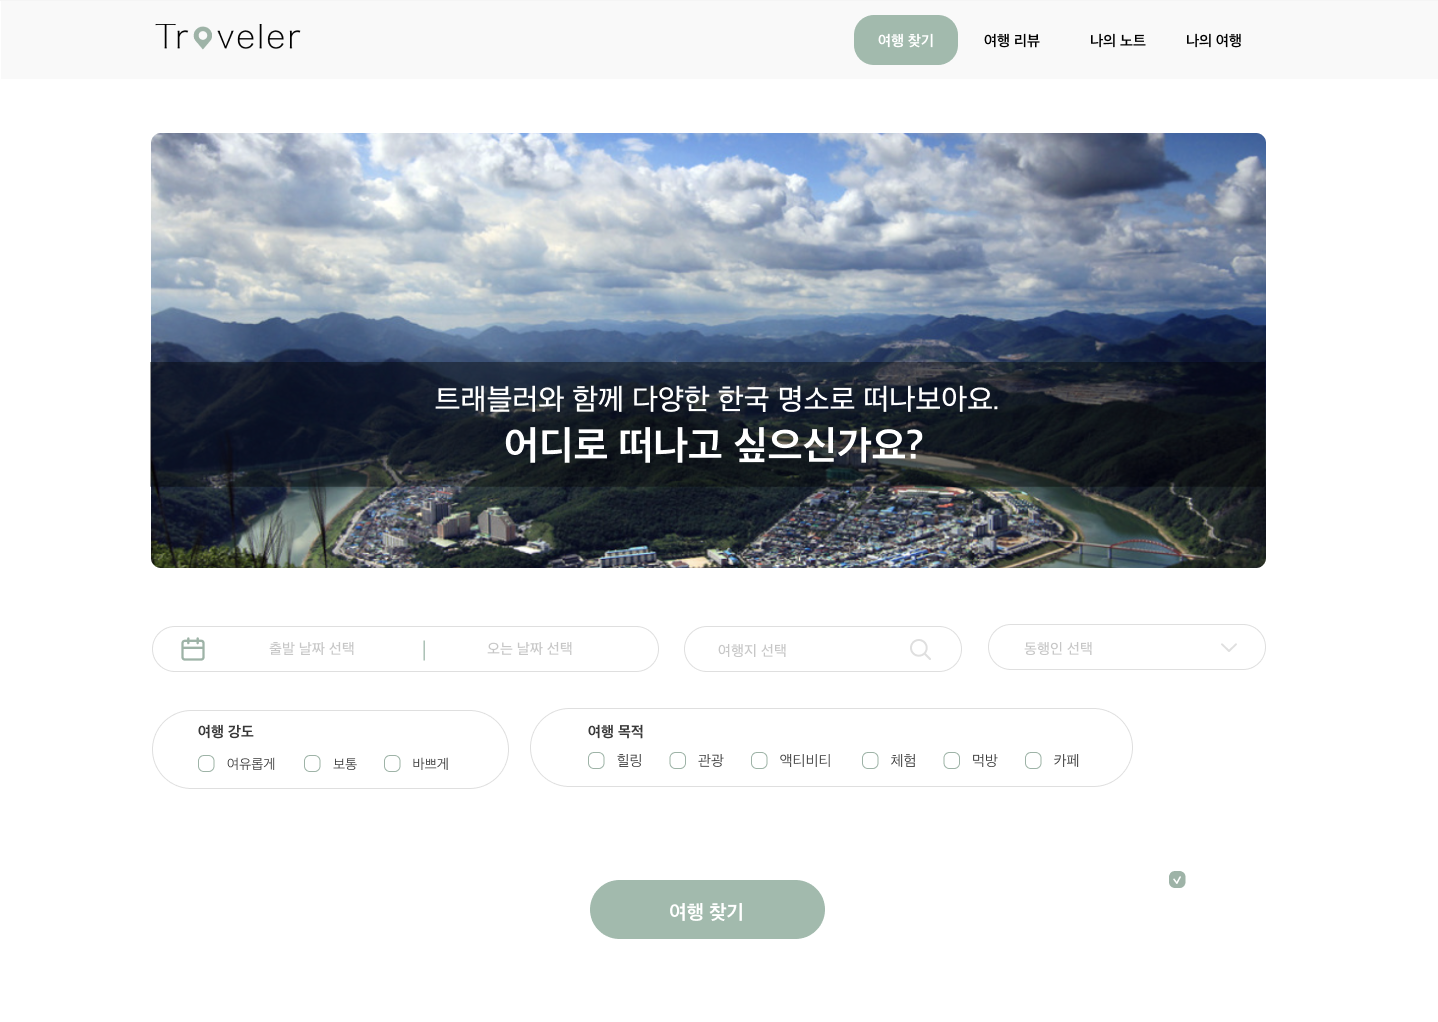 Troveler
여행 찾기 여행 리뷰 나의 노트 나의 여행
트래블러와 함께 다양한 한국 명소로 떠나보아요.
어디로 떠나고 싶으신가요?
출발 날짜 선택 | 오는 날짜 선택 여행지 선택 동행인 선택
여행 강도
여유롭게 보통 바쁘게
여행 목적
힐링 관광 액티비티 체험 먹방 카페
여행 찾기